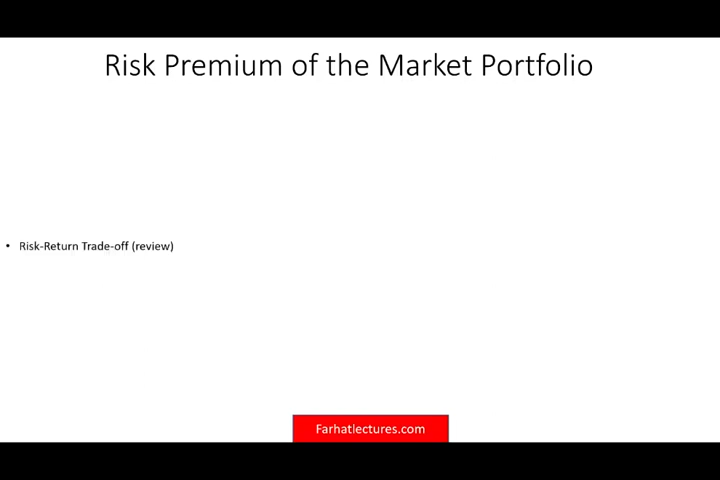 Risk Premium of the Market Portfolio
• Risk-Return Trade-off (review)
Farhatlectures.com